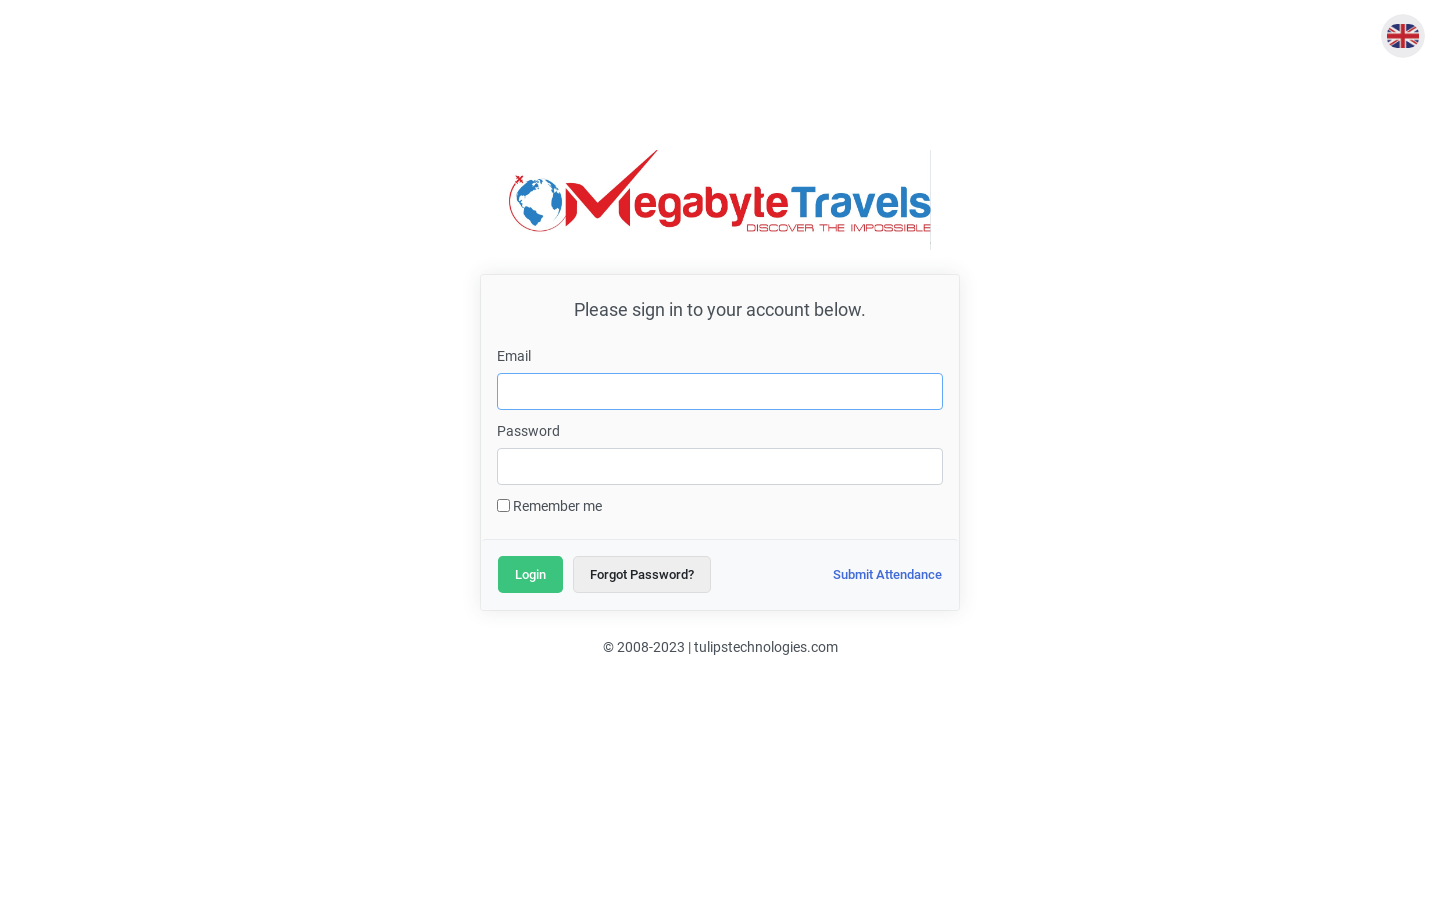 MegabyteTravels
DISCOVER THE IMPOSSIBLE
Please sign in to your account below.
Email
Password
Remember me
Login
Forgot Password?
Submit Attendance
© 2008-2023 | tulipstechnologies.com